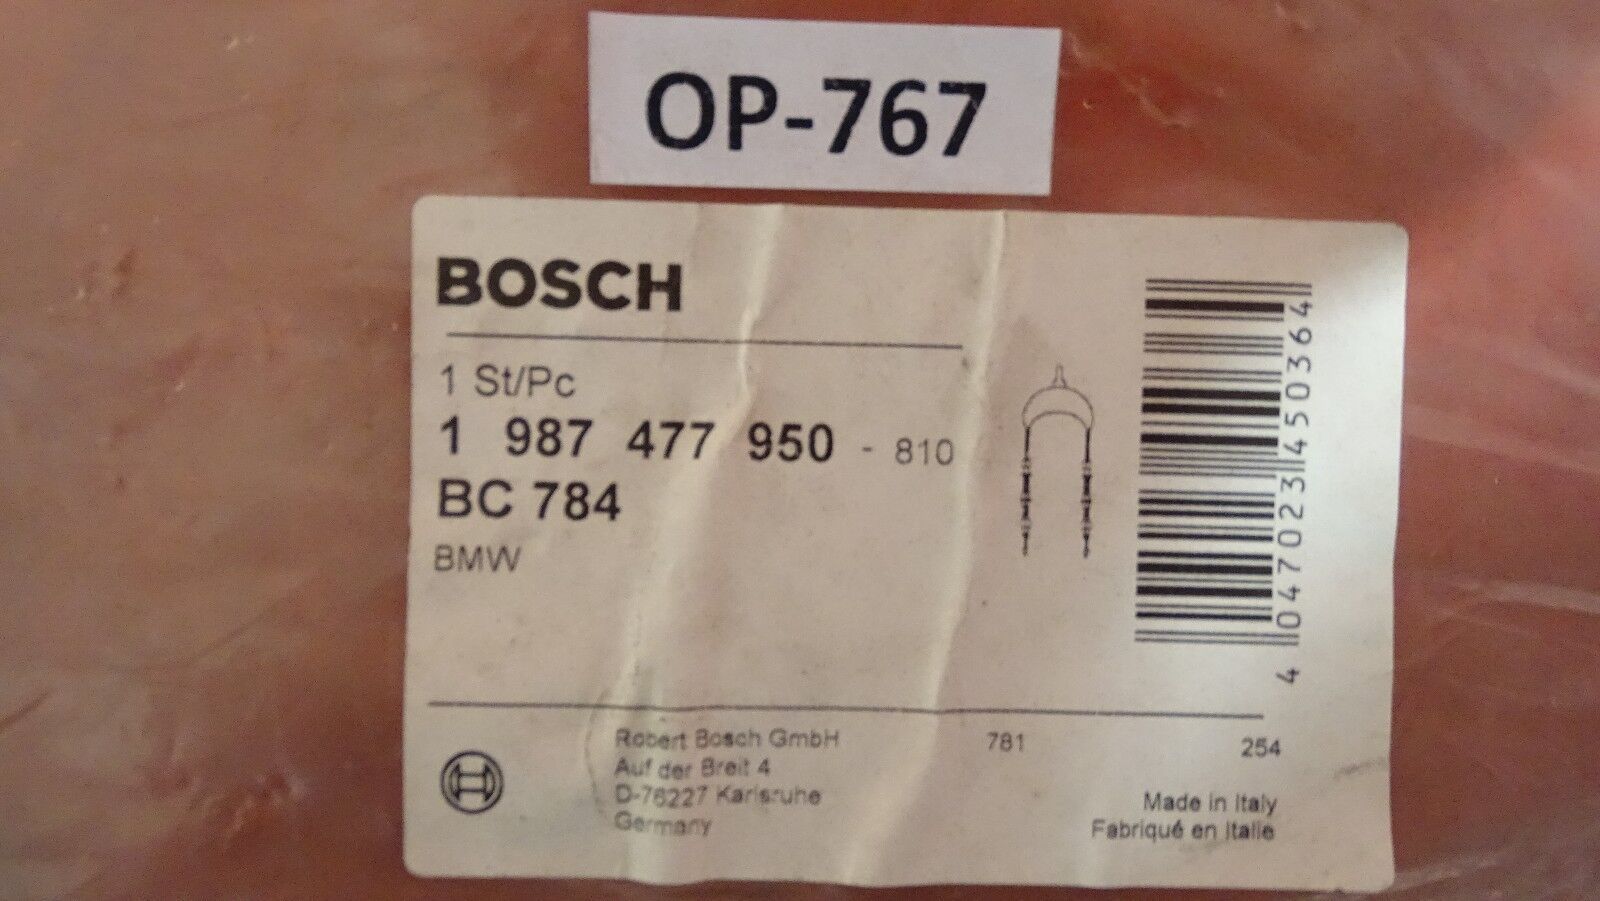 OP-767
BOSCH
1 St/Pc
1 987 477 950 - 810
BC 784
BMW
4 047023 450364
Robert Bosch GmbH
Auf der Breit 4
D-76227 Karlsruhe
Germany
781
254
Made in Italy
Fabriqué en Italie